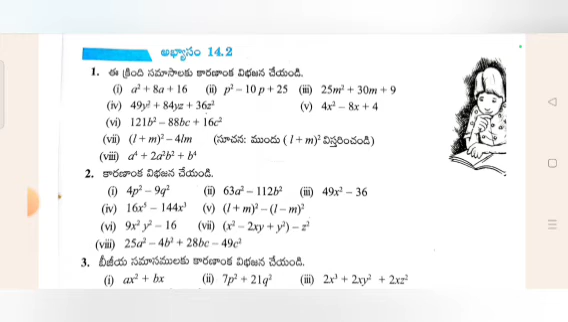 అభ్యాసం 14.2
1. ఈ క్రింది సమాసాలకు కారణాంక విభజన చేయండి.
(i) a² + 8a + 16 (ii) p² – 10 p + 25 (iii) 25m² + 30m + 9
(iv) 49y² + 84yz + 36z² (v) 4x² – 8x + 4
(vi) 121b² – 88bc + 16c²
(vii) (l + m)² – 4lm (సూచన: ముందు ( l + m)² విస్తరించండి)
(viii) a⁴ + 2a²b² + b⁴
2. కారణాంక విభజన చేయండి.
(i) 4p² – 9q² (ii) 63a² – 112b² (iii) 49x² – 36
(iv) 16x⁵ – 144x³ (v) (l + m)² – (l – m)²
(vi) 9x² y² – 16 (vii) (x² – 2xy + y²) – z²
(viii) 25a² – 4b² + 28bc – 49c²
3. బీజీయ సమాసములకు కారణాంక విభజన చేయండి.
(i) ax² + bx (ii) 7p² + 21q² (iii) 2x³ + 2xy² + 2xz²